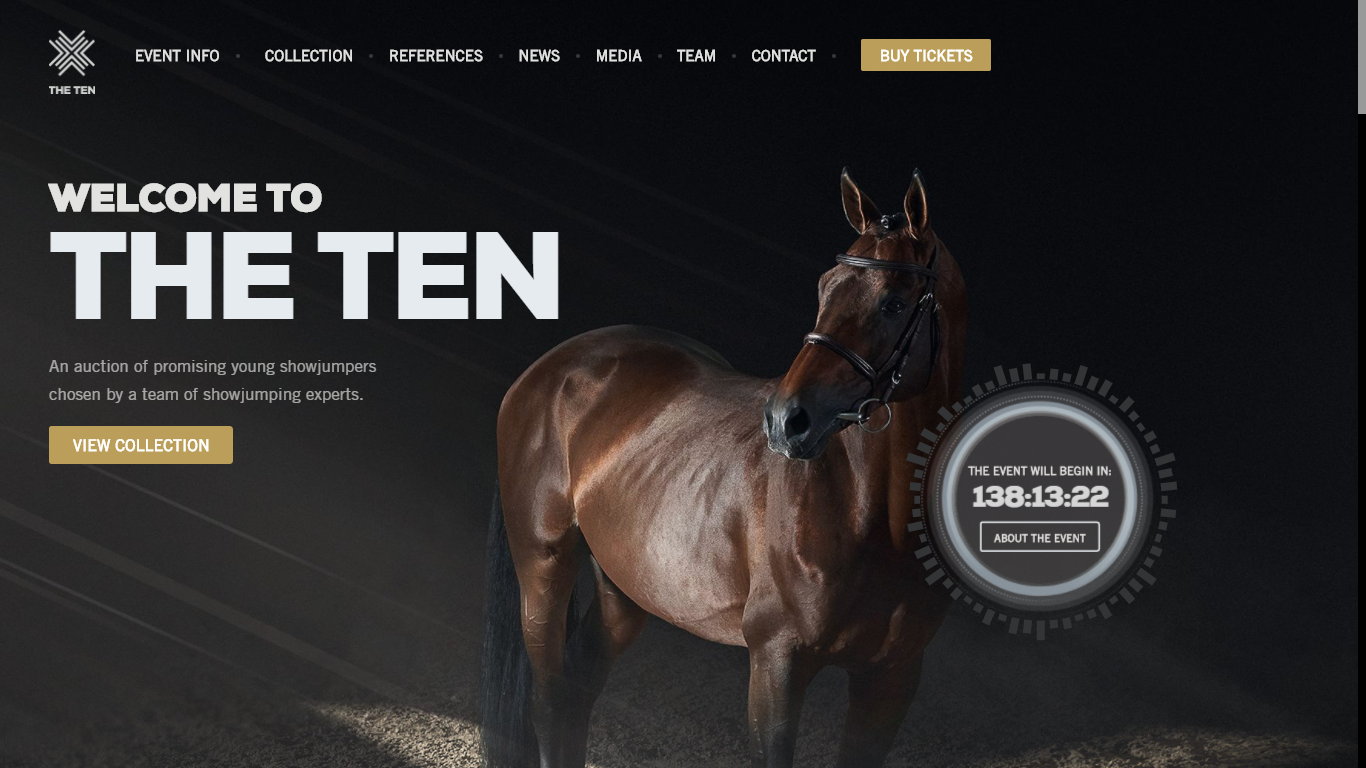 THE TEN
EVENT INFO • COLLECTION • REFERENCES • NEWS • MEDIA • TEAM • CONTACT • BUY TICKETS
WELCOME TO
THE TEN
An auction of promising young showjumpers
chosen by a team of showjumping experts.
VIEW COLLECTION
THE EVENT WILL BEGIN IN:
138:13:22
ABOUT THE EVENT